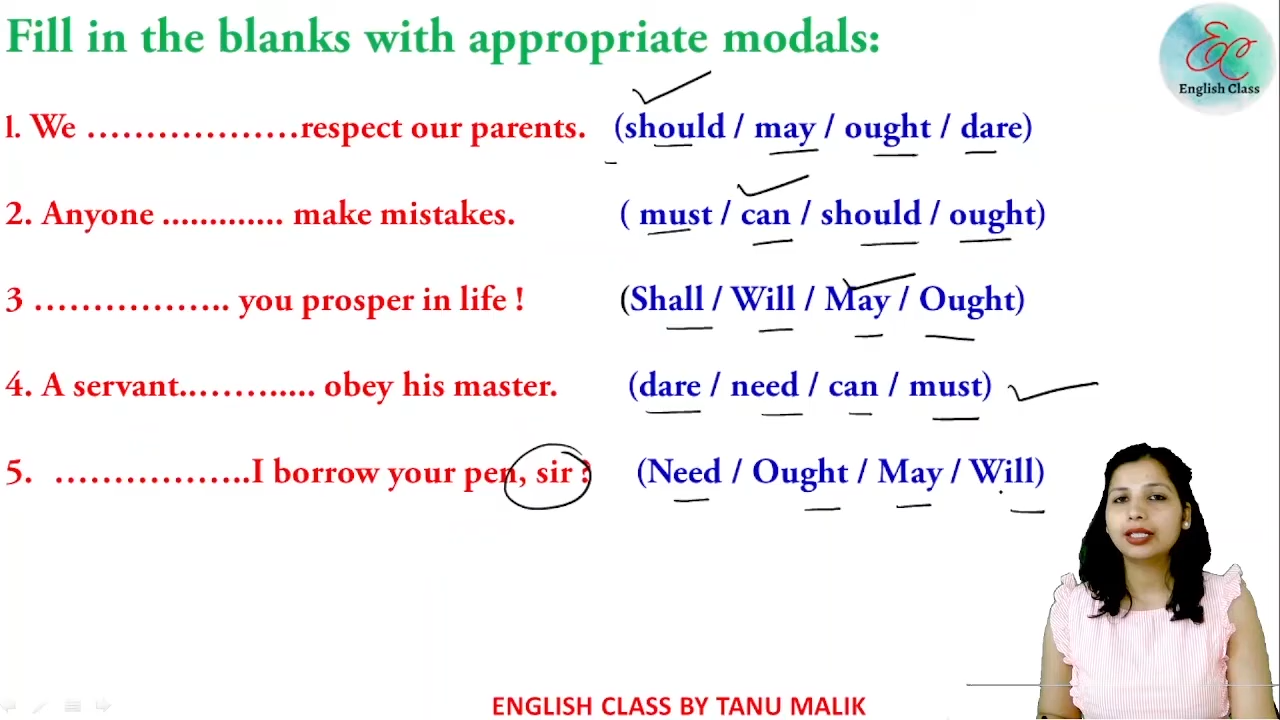 Fill in the blanks with appropriate modals:
EC
English Class
1. We ………………respect our parents. (should / may / ought / dare)
2. Anyone ............. make mistakes. ( must / can / should / ought)
3 …………….. you prosper in life ! (Shall / Will / May / Ought)
4. A servant..……..... obey his master. (dare / need / can / must)
5. ……………..I borrow your pen, sir ? (Need / Ought / May / Will)
ENGLISH CLASS BY TANU MALIK